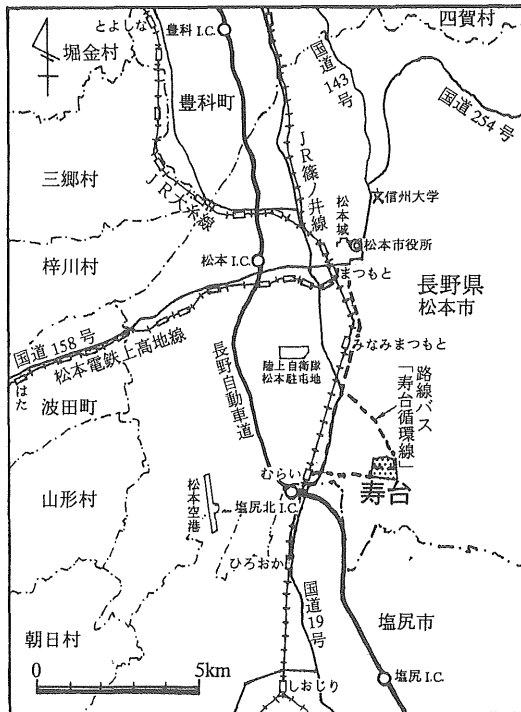 四賀村
とよしな
豊科 I.C.
堀金村
国道143号
国道254号
豊科町
JR篠ノ井線
三郷村
JR大糸線
信州大学
松本城
松本市役所
梓川村
松本 I.C.
まつもと
長野県
松本市
国道158号
松本電鉄上高地線
みなみまつもと
陸上自衛隊
松本駐屯地
はた
波田町
長野自動車道
路線バス
「寿台循環線」
むらい
寿台
山形村
松本空港
塩尻北 I.C.
ひろおか
国道19号
塩尻市
朝日村
0
5km
しおじり
塩尻 I.C.